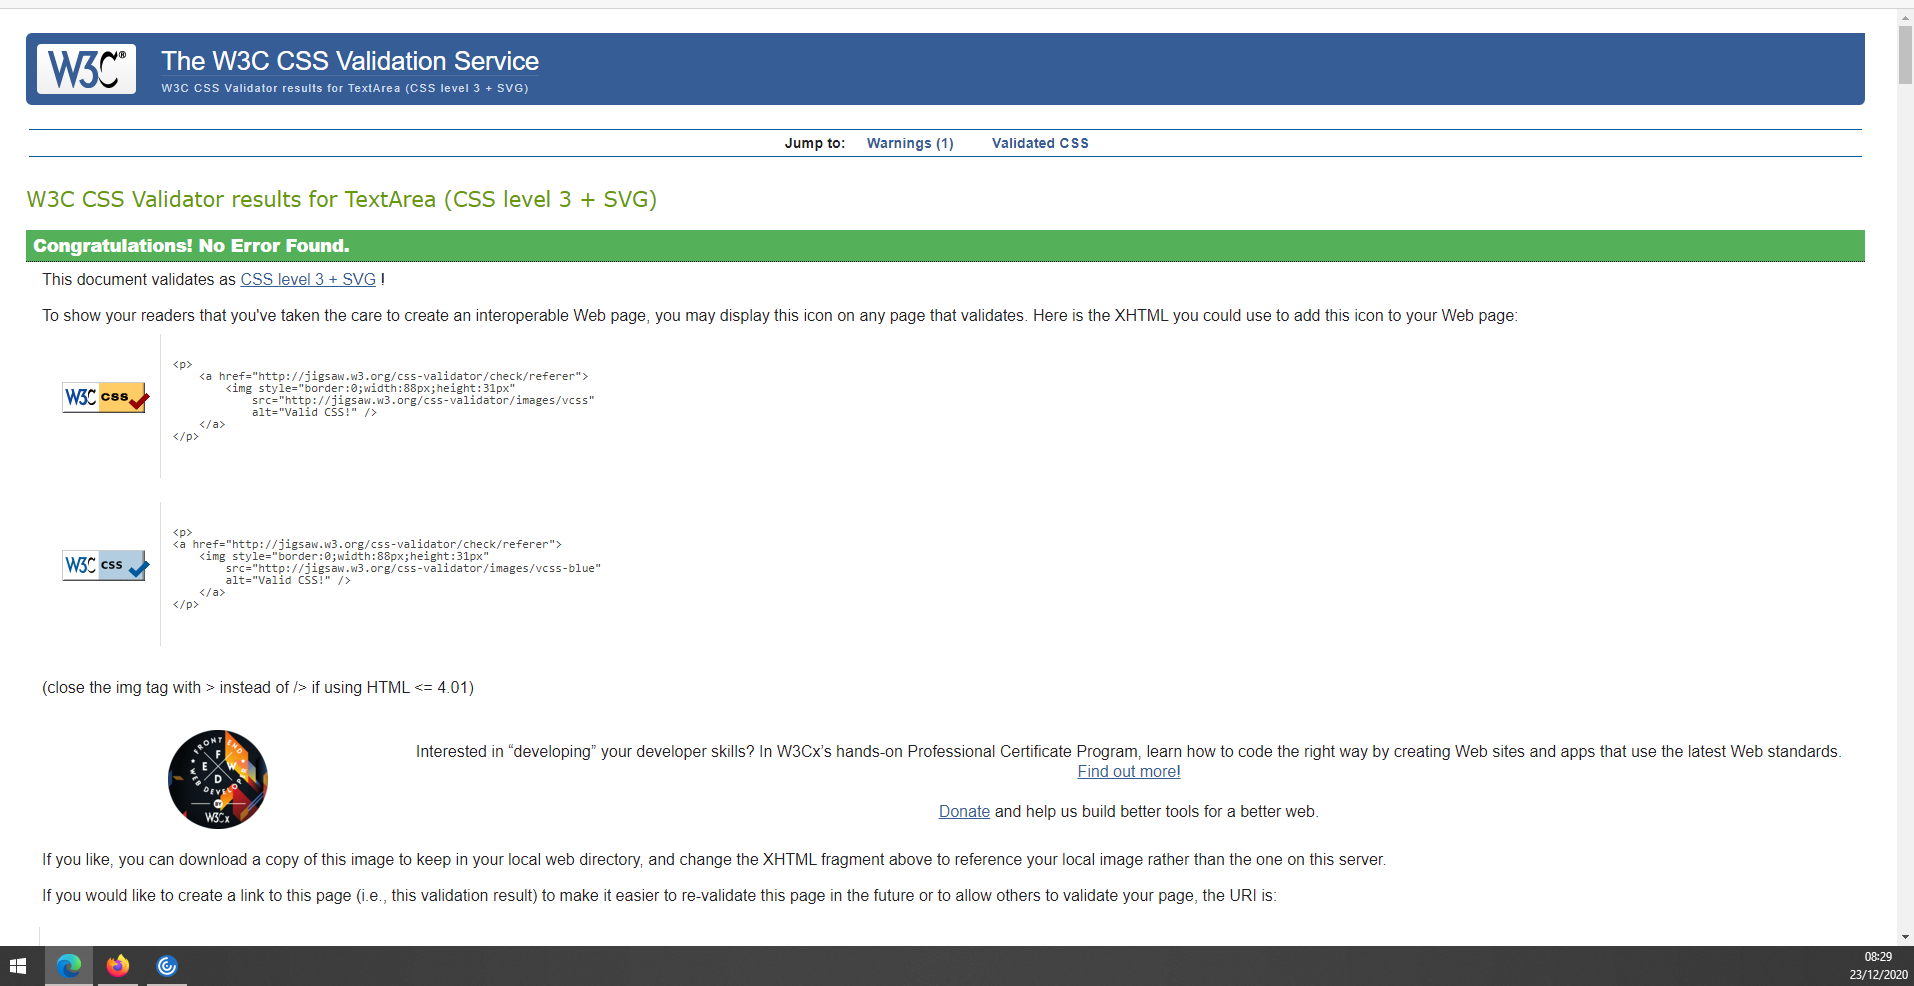 W3C®
The W3C CSS Validation Service
W3C CSS Validator results for TextArea (CSS level 3 + SVG)
Jump to: Warnings (1) Validated CSS
W3C CSS Validator results for TextArea (CSS level 3 + SVG)
Congratulations! No Error Found.
This document validates as CSS level 3 + SVG !
To show your readers that you've taken the care to create an interoperable Web page, you may display this icon on any page that validates. Here is the XHTML you could use to add this icon to your Web page:
W3C css
<p>
    <a href="http://jigsaw.w3.org/css-validator/check/referer">
        <img style="border:0;width:88px;height:31px"
            src="http://jigsaw.w3.org/css-validator/images/vcss"
            alt="Valid CSS!" />
    </a>
</p>
W3C css
<p>
<a href="http://jigsaw.w3.org/css-validator/check/referer">
    <img style="border:0;width:88px;height:31px"
        src="http://jigsaw.w3.org/css-validator/images/vcss-blue"
        alt="Valid CSS!" />
    </a>
</p>
(close the img tag with > instead of /> if using HTML <= 4.01)
FRONT END
F
E W
D
WEB DEVELOPER
BY
W3Cx
Interested in “developing” your developer skills? In W3Cx’s hands-on Professional Certificate Program, learn how to code the right way by creating Web sites and apps that use the latest Web standards.
Find out more!
Donate and help us build better tools for a better web.
If you like, you can download a copy of this image to keep in your local web directory, and change the XHTML fragment above to reference your local image rather than the one on this server.
If you would like to create a link to this page (i.e., this validation result) to make it easier to re-validate this page in the future or to allow others to validate your page, the URI is:
08:29
23/12/2020